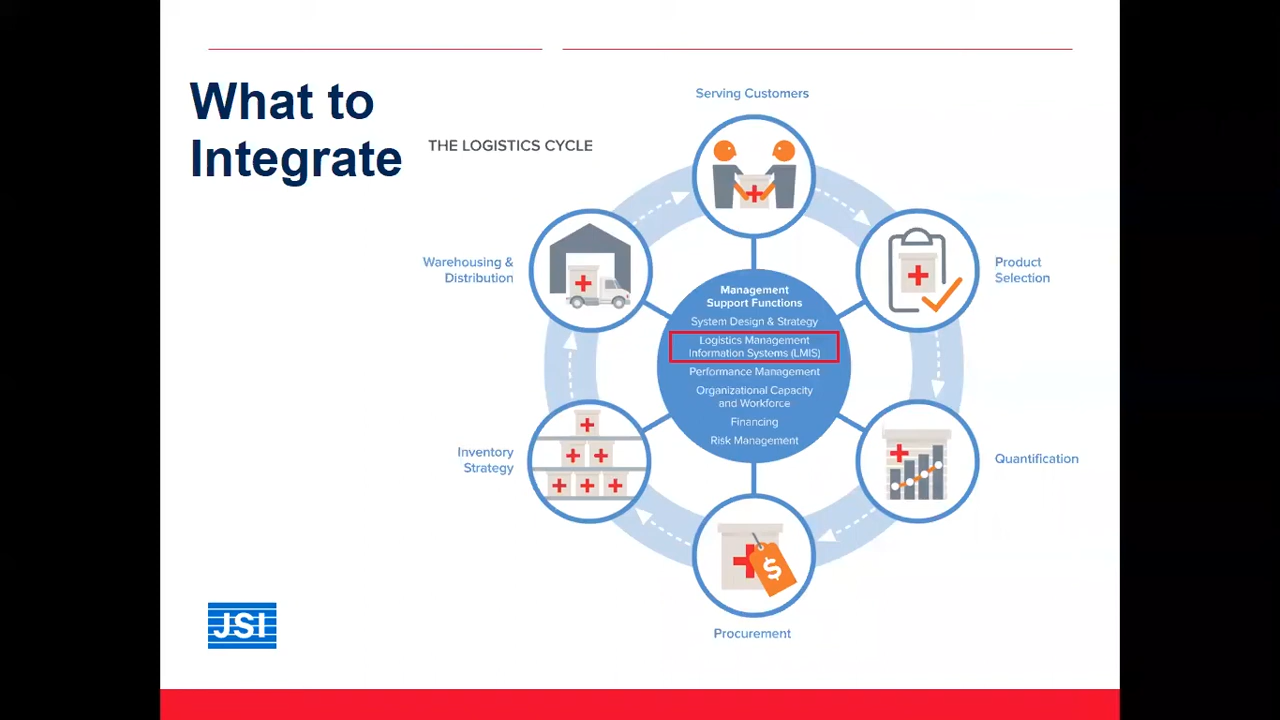 What to
Integrate
THE LOGISTICS CYCLE
Serving Customers
Product
Selection
Quantification
Procurement
Inventory
Strategy
Warehousing &
Distribution
Management
Support Functions
System Design & Strategy
Logistics Management
Information Systems (LMIS)
Performance Management
Organizational Capacity
and Workforce
Financing
Risk Management
$
JSI